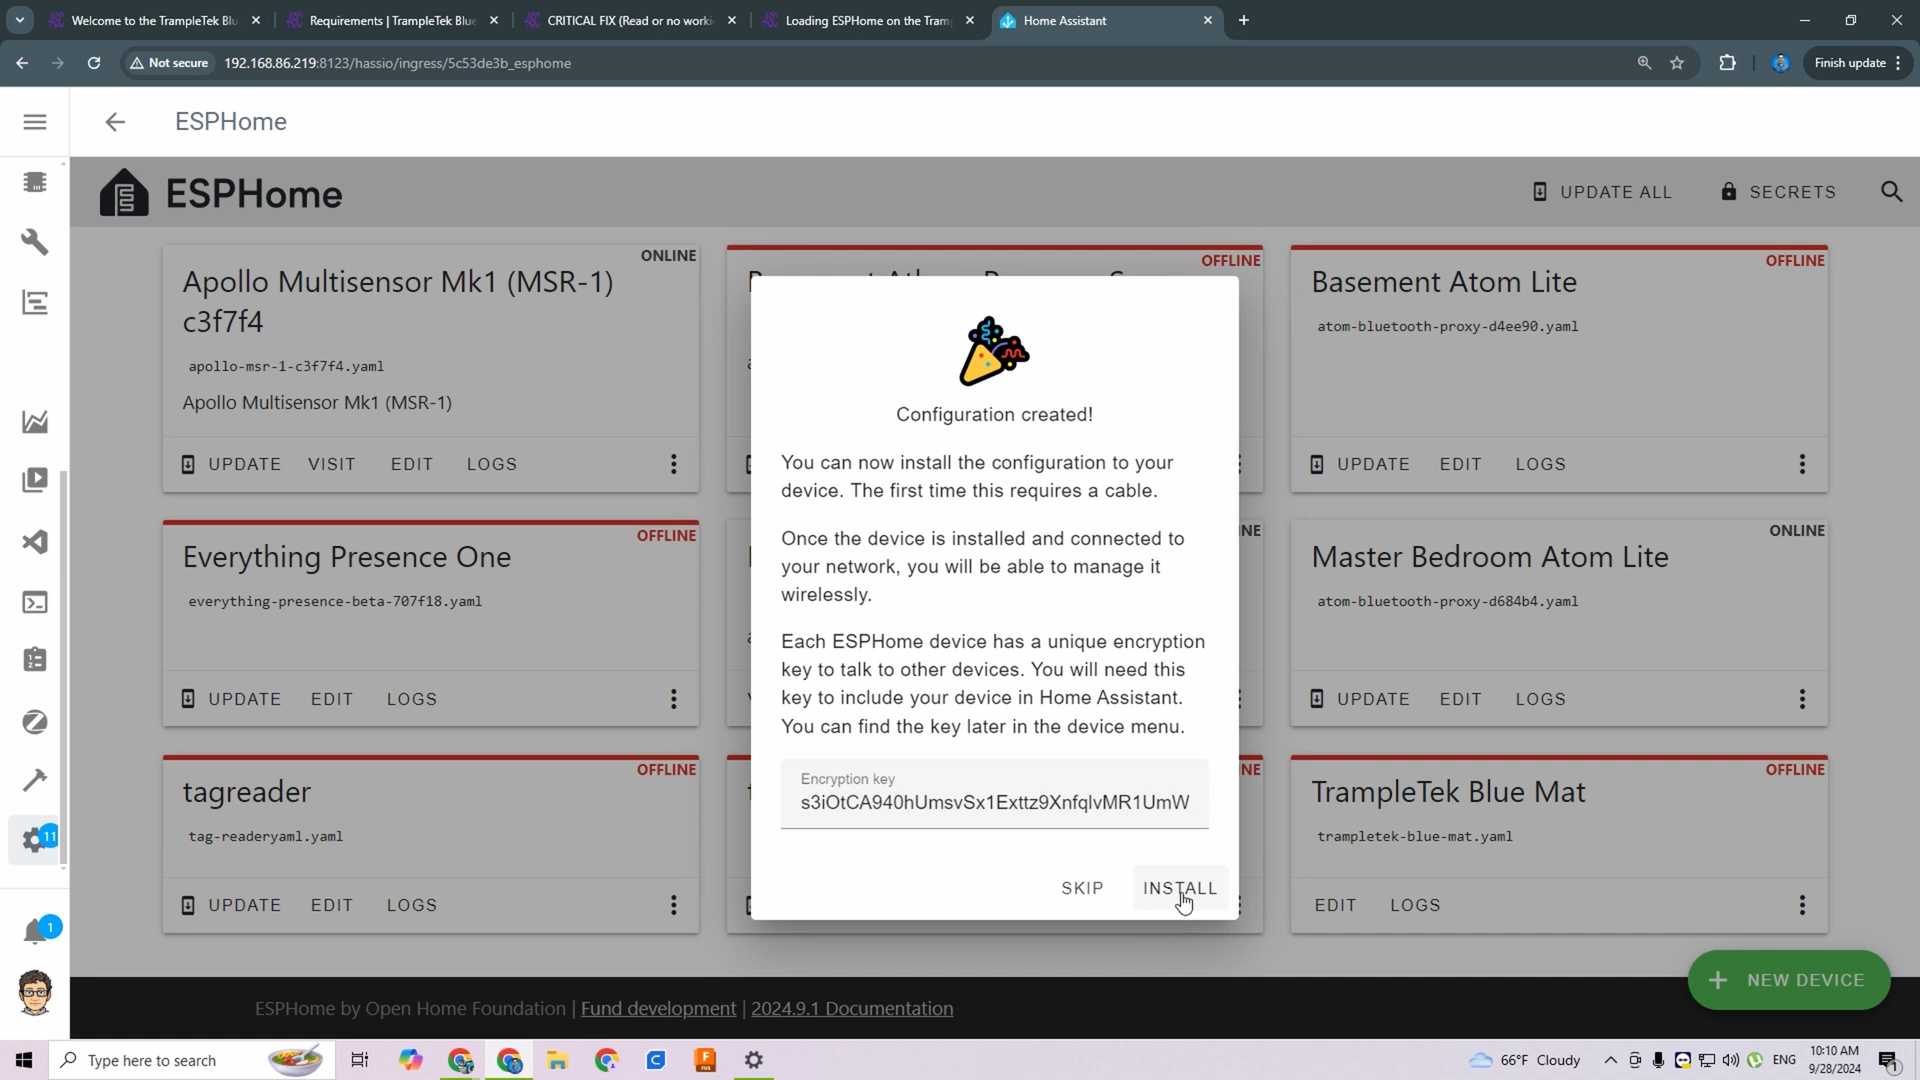 Welcome to the TrampleTek Blu
Requirements | TrampleTek Blue
CRITICAL FIX (Read or no worki
Loading ESPHome on the Tram
Home Assistant
Not secure
192.168.86.219:8123/hassio/ingress/5c53de3b_esphome
Finish update
ESPHome
ESPHome
UPDATE ALL
SECRETS
ONLINE
Apollo Multisensor Mk1 (MSR-1)
c3f7f4
apollo-msr-1-c3f7f4.yaml
Apollo Multisensor Mk1 (MSR-1)
UPDATE VISIT EDIT LOGS
OFFLINE
OFFLINE
Basement Atom Lite
atom-bluetooth-proxy-d4ee90.yaml
UPDATE EDIT LOGS
Configuration created!
You can now install the configuration to your
device. The first time this requires a cable.
Once the device is installed and connected to
your network, you will be able to manage it
wirelessly.
Each ESPHome device has a unique encryption
key to talk to other devices. You will need this
key to include your device in Home Assistant.
You can find the key later in the device menu.
Encryption key
s3iOtCA940hUmsvSx1Exttz9XnfqlvMR1UmW
SKIP INSTALL
OFFLINE
Everything Presence One
everything-presence-beta-707f18.yaml
UPDATE EDIT LOGS
NE
ONLINE
Master Bedroom Atom Lite
atom-bluetooth-proxy-d684b4.yaml
UPDATE EDIT LOGS
OFFLINE
tagreader
tag-readeryaml.yaml
UPDATE EDIT LOGS
NE
OFFLINE
TrampleTek Blue Mat
trampletek-blue-mat.yaml
EDIT LOGS
NEW DEVICE
11
1
ESPHome by Open Home Foundation | Fund development | 2024.9.1 Documentation
Type here to search
66°F Cloudy
ENG
10:10 AM
9/28/2024
1